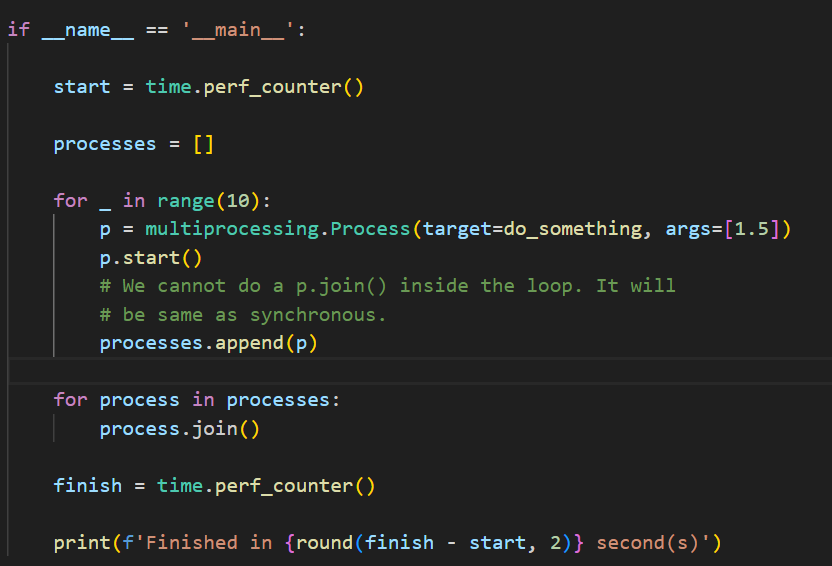 if __name__ == '__main__':
    start = time.perf_counter()
    processes = []
    for _ in range(10):
        p = multiprocessing.Process(target=do_something, args=[1.5])
        p.start()
        # We cannot do a p.join() inside the loop. It will
        # be same as synchronous.
        processes.append(p)
    for process in processes:
        process.join()
    finish = time.perf_counter()
    print(f'Finished in {round(finish - start, 2)} second(s)')